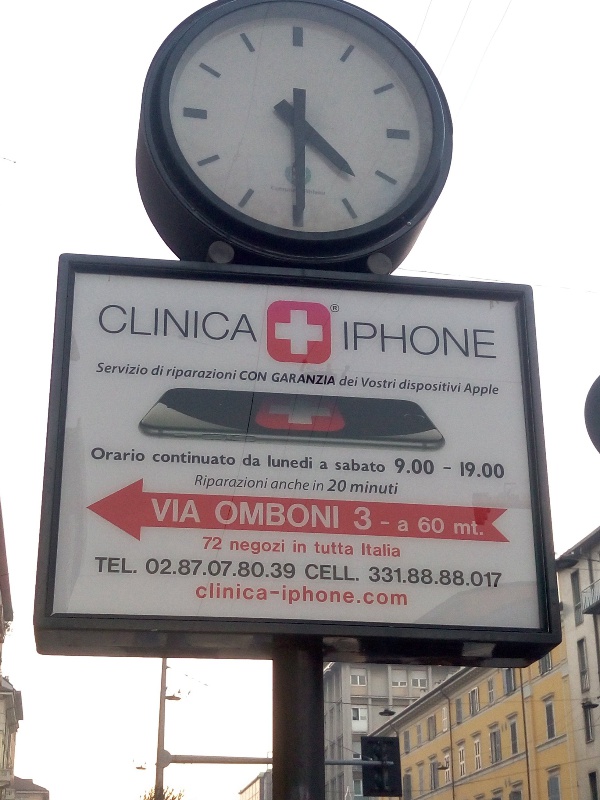 CLINICA ® IPHONE
Servizio di riparazioni CON GARANZIA dei Vostri dispositivi Apple
Orario continuato da lunedi a sabato 9.00 - 19.00
Riparazioni anche in 20 minuti
VIA OMBONI 3 - a 60 mt.
72 negozi in tutta Italia
TEL. 02.87.07.80.39 CELL. 331.88.88.017
clinica-iphone.com